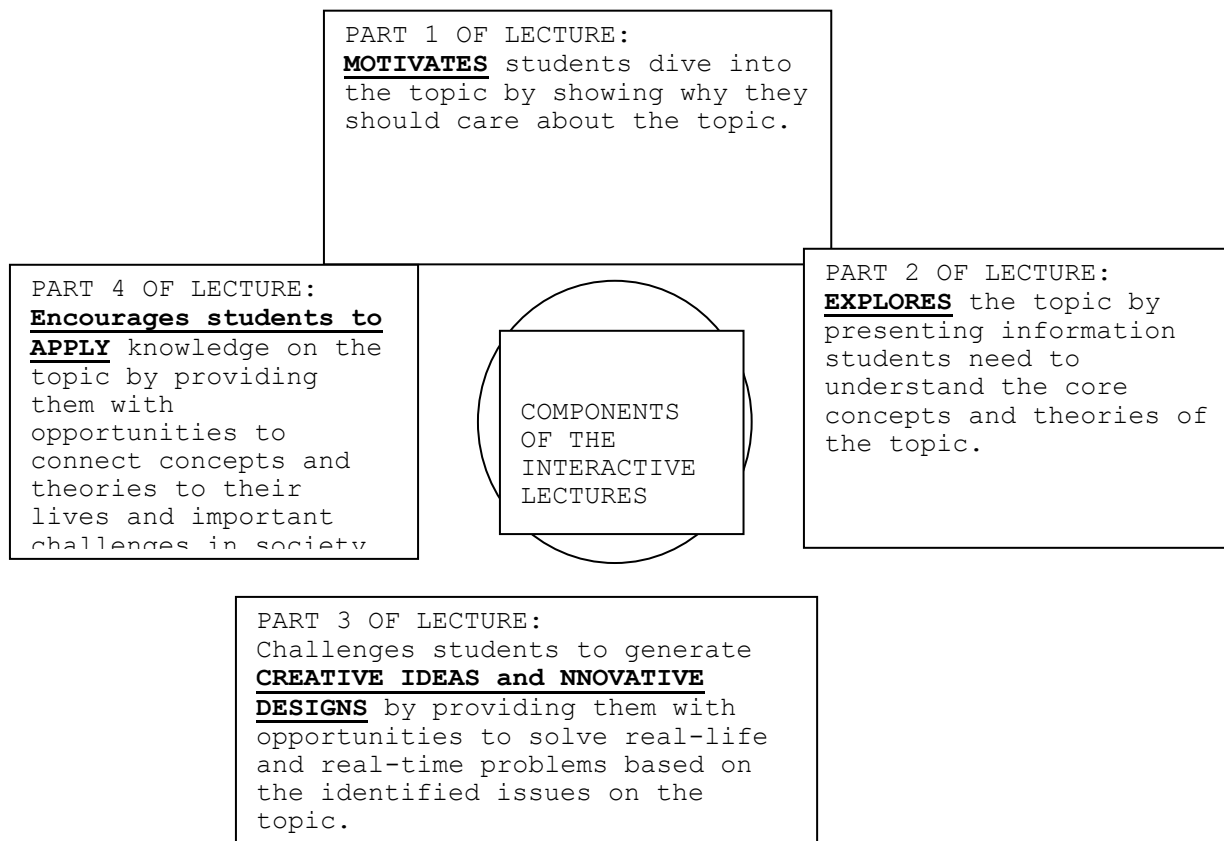 PART 1 OF LECTURE:
MOTIVATES students dive into
the topic by showing why they
should care about the topic.
PART 2 OF LECTURE:
EXPLORES the topic by
presenting information
students need to
understand the core
concepts and theories of
the topic.
PART 4 OF LECTURE:
Encourages students to
APPLY knowledge on the
topic by providing
them with
opportunities to
connect concepts and
theories to their
lives and important
challenges in society
COMPONENTS
OF THE
INTERACTIVE
LECTURES
PART 3 OF LECTURE:
Challenges students to generate
CREATIVE IDEAS and NNOVATIVE
DESIGNS by providing them with
opportunities to solve real-life
and real-time problems based on
the identified issues on the
topic.